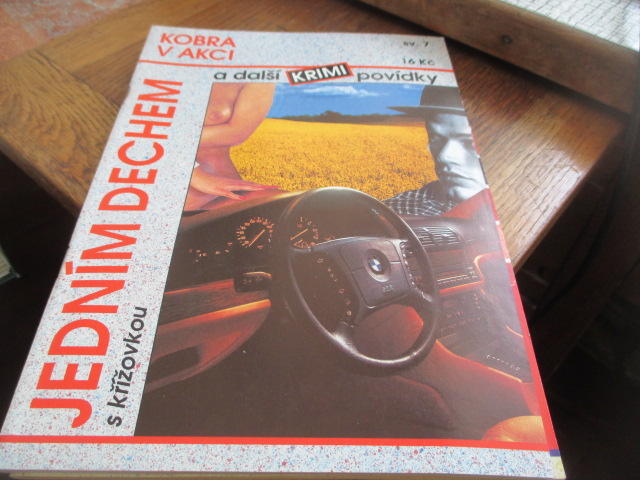 KOBRA
V AKCI
sv. 7
16 Kč
a další KRIMI povídky
JEDNÍM DECHEM
s křížovkou